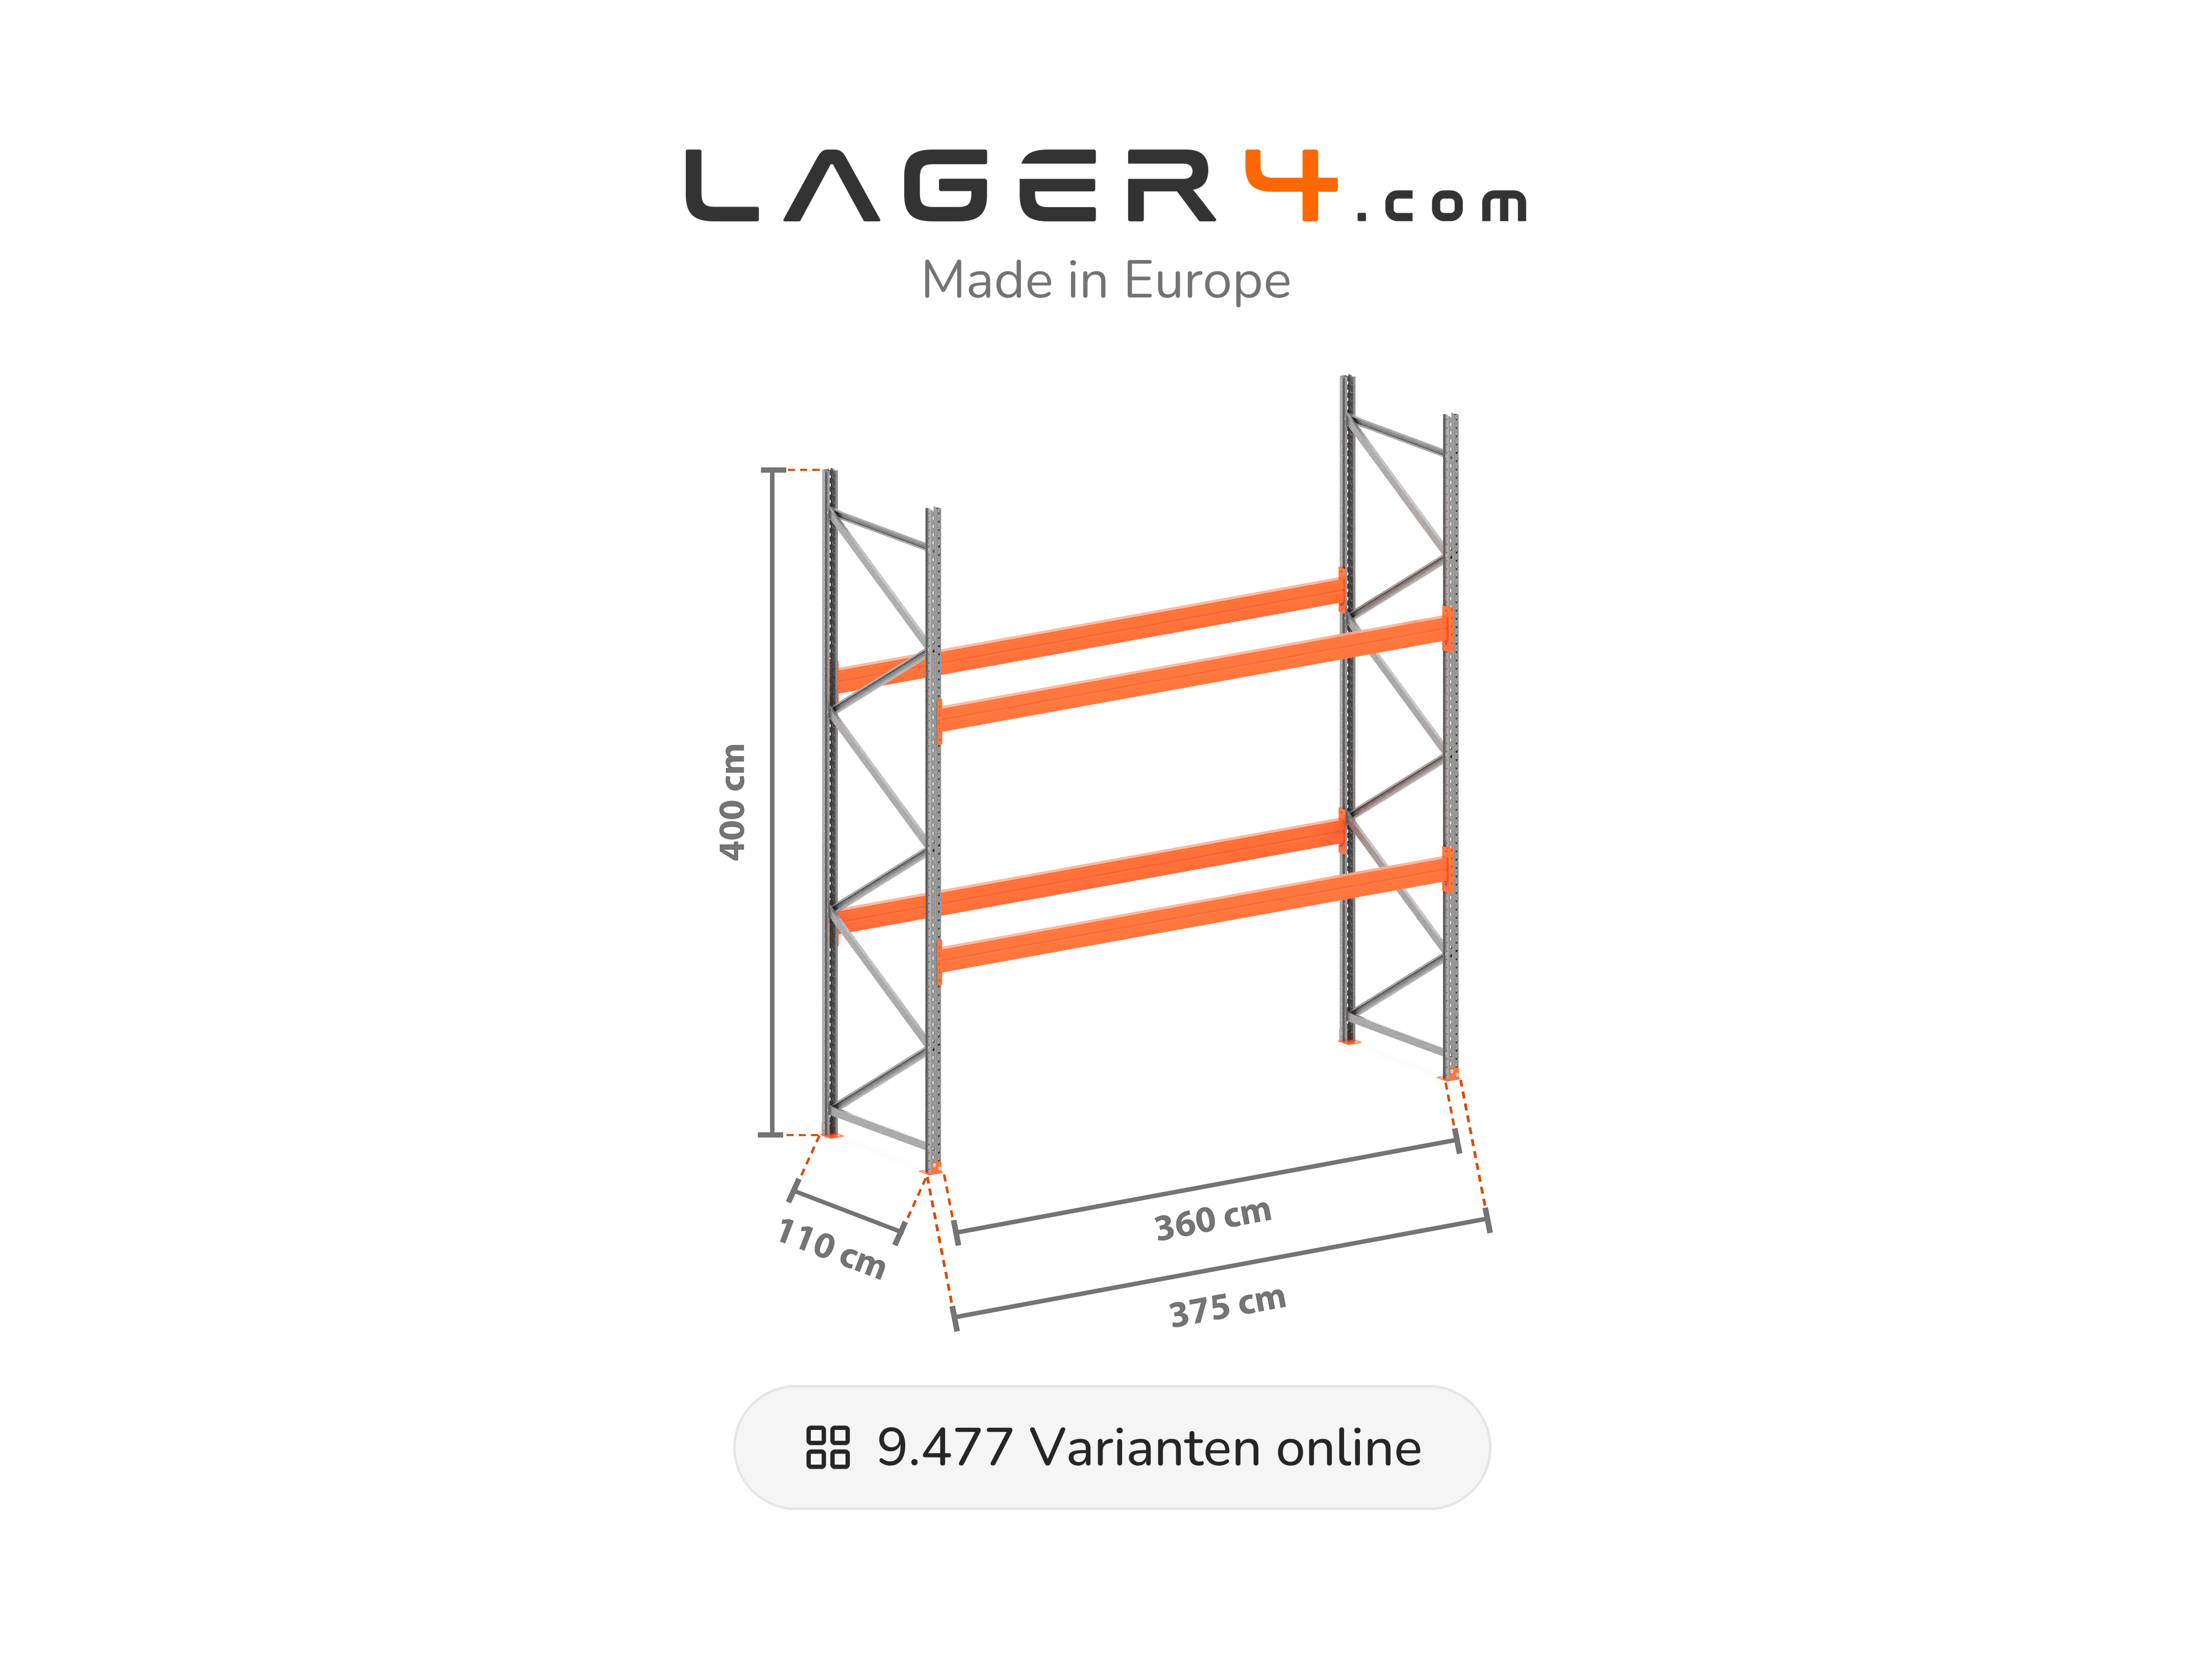 LAGER4.com
Made in Europe
400 cm
110 cm
360 cm
375 cm
9.477 Varianten online